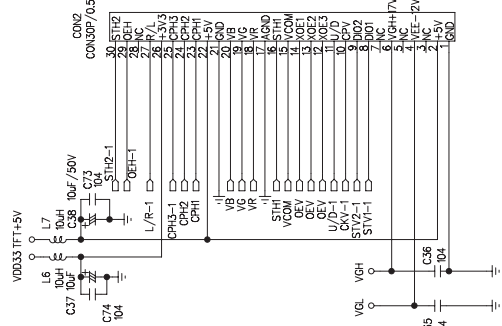 CON2
CON30P/0.5
STH2
OEH
NC
R/L
+3V3
CPH3
CPH2
CPH1
+5V
GND
VB
VG
VR
AGND
STH1
VCOM
XOE1
XOE2
XOE3
U/D
CPV
DIO2
DIO1
NC
VGH+17V
NC
VEE-12V
NC
+5V
GND
30
29
28
27
26
25
24
23
22
21
20
19
18
17
16
15
14
13
12
11
10
9
8
7
6
5
4
3
2
1
STH2-1
OEH-1
L/R-1
CPH3-1
CPH2
CPH1
VB
VG
VR
STH1
VCOM
OEV
OEV
OEV
U/D-1
CKV-1
STV2-1
STV1-1
10uF/50V
C73
104
C38
L7
10uH
VDD33 TFT+5V
L6
10uH
C37
10uF
C74
104
VGH
C36
104
VGL